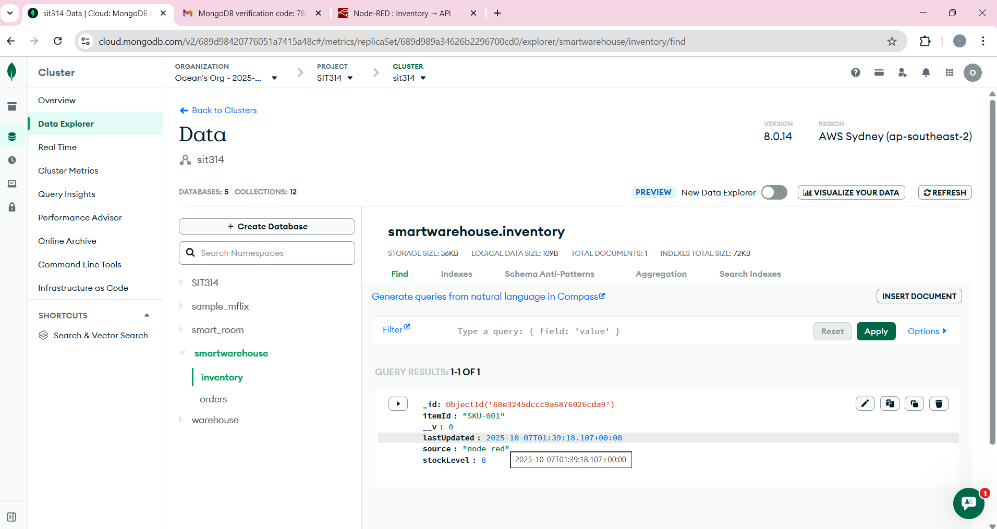 sit314 Data | Cloud: MongoDB C
MongoDB verification code: 78
Node-RED : Inventory → API
cloud.mongodb.com/v2/689d98420776051a7415a48c#/metrics/replicaSet/689d989a34626b2296700cd0/explorer/smartwarehouse/inventory/find
Cluster
ORGANIZATION
Ocean's Org - 2025-...
PROJECT
SIT314
CLUSTER
sit314
O
Overview
Data Explorer
Real Time
Cluster Metrics
Query Insights
Performance Advisor
Online Archive
Command Line Tools
Infrastructure as Code
SHORTCUTS
Search & Vector Search
Back to Clusters
Data
sit314
VERSION
8.0.14
REGION
AWS Sydney (ap-southeast-2)
DATABASES: 5 COLLECTIONS: 12
PREVIEW New Data Explorer
VISUALIZE YOUR DATA
REFRESH
+ Create Database
Search Namespaces
SIT314
sample_mflix
smart_room
smartwarehouse
inventory
orders
warehouse
smartwarehouse.inventory
STORAGE SIZE: 36KB LOGICAL DATA SIZE: 109B TOTAL DOCUMENTS: 1 INDEXES TOTAL SIZE: 72KB
Find Indexes Schema Anti-Patterns Aggregation Search Indexes
Generate queries from natural language in Compass
INSERT DOCUMENT
Filter
Type a query: { field: 'value' }
Reset
Apply
Options
QUERY RESULTS: 1-1 OF 1
_id: ObjectId('68e3245dccc9a6876026cda9')
itemId : "SKU-001"
__v : 0
lastUpdated : 2025-10-07T01:39:18.107+00:00
source : "node red"
stockLevel : 8
2025-10-07T01:39:18.107+00:00
1